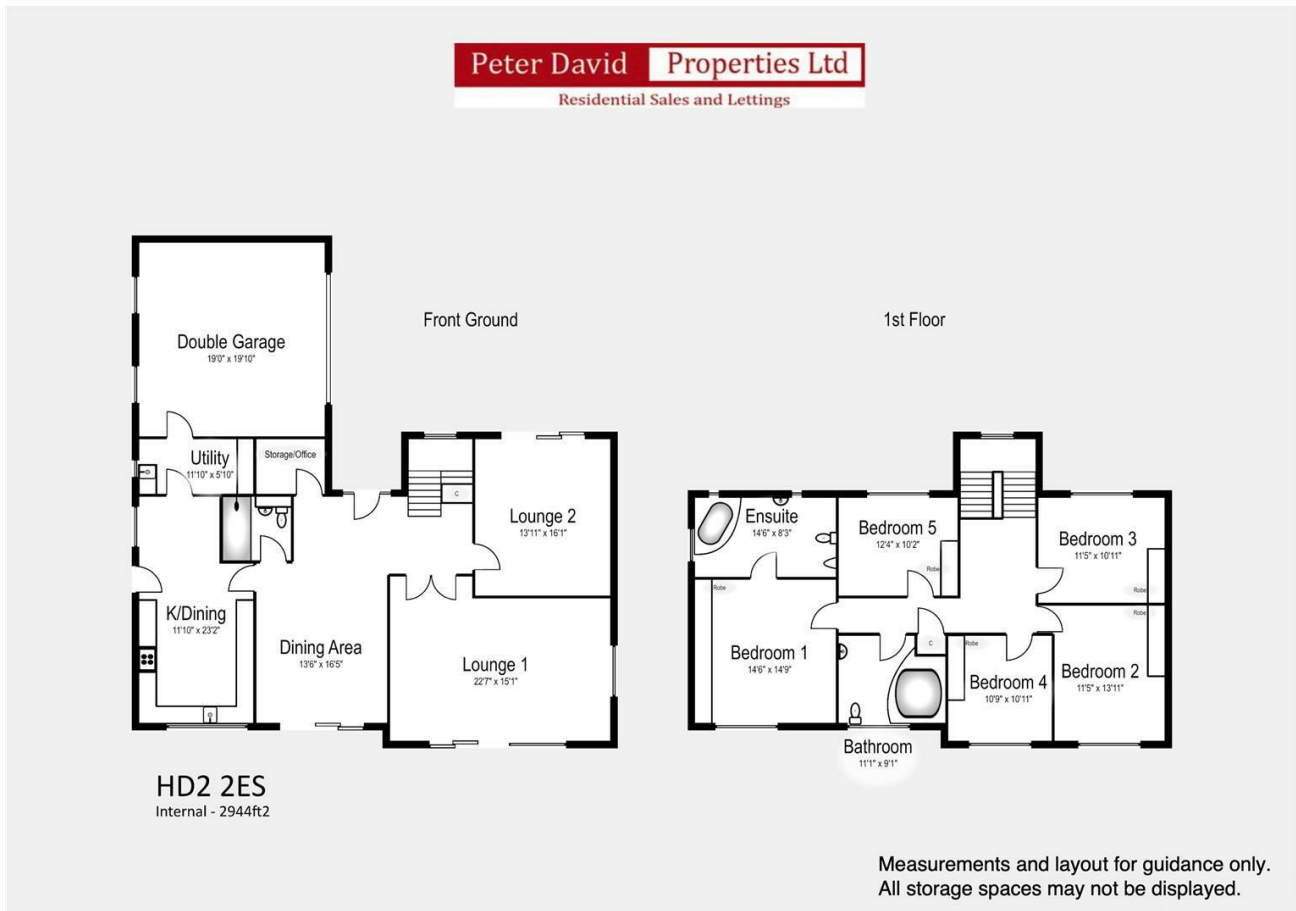 Peter David Properties Ltd
Residential Sales and Lettings
Front Ground
1st Floor
Double Garage
19'0" x 19'10"
Utility
11'10" x 5'10"
Storage/Office
C
Lounge 2
13'11" x 16'1"
K/Dining
11'10" x 23'2"
Dining Area
13'6" x 16'5"
Lounge 1
22'7" x 15'1"
Ensuite
14'6" x 8'3"
Bedroom 5
12'4" x 10'2"
Robe
Bedroom 3
11'5" x 10'11"
Robe
Robe
Bedroom 1
14'6" x 14'9"
C
Robe
Bedroom 4
10'9" x 10'11"
Robe
Bedroom 2
11'5" x 13'11"
Bathroom
11'1" x 9'1"
HD2 2ES
Internal - 2944ft2
Measurements and layout for guidance only.
All storage spaces may not be displayed.